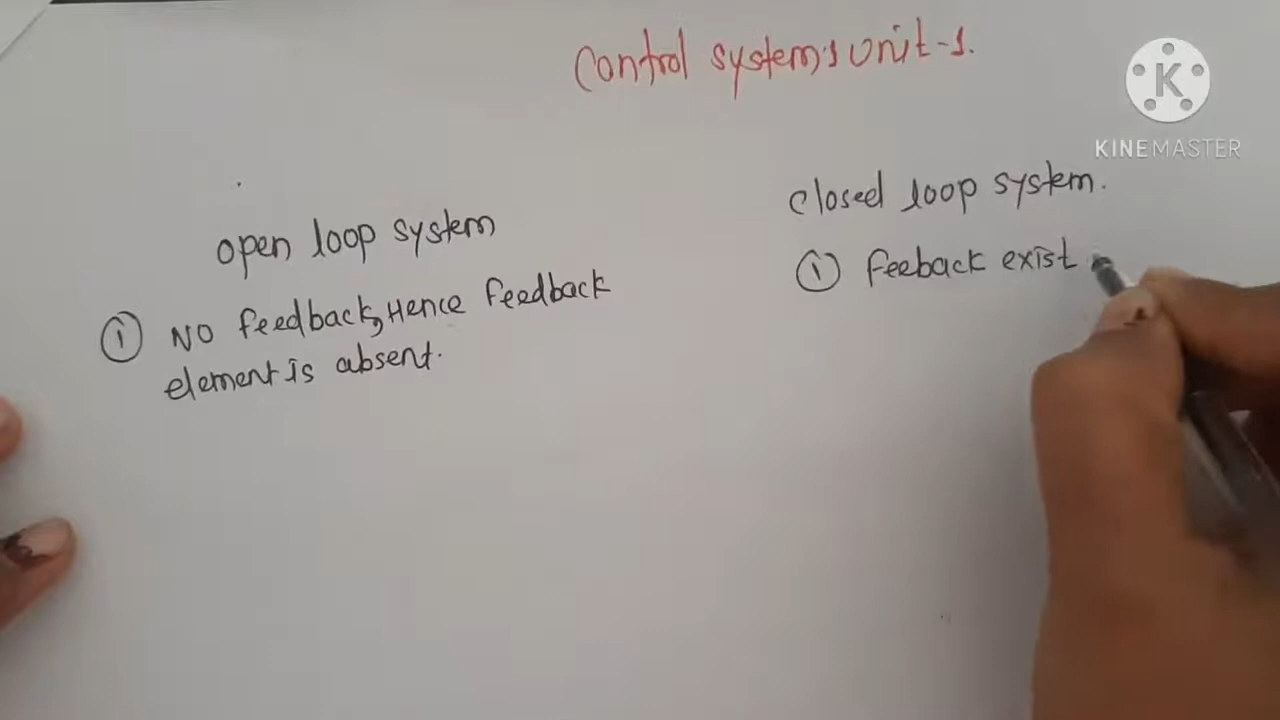 Control systems unit-1.
K
KINEMASTER
closed loop system.
① feeback exist
open loop system
① NO feedback, Hence feedback
element is absent.